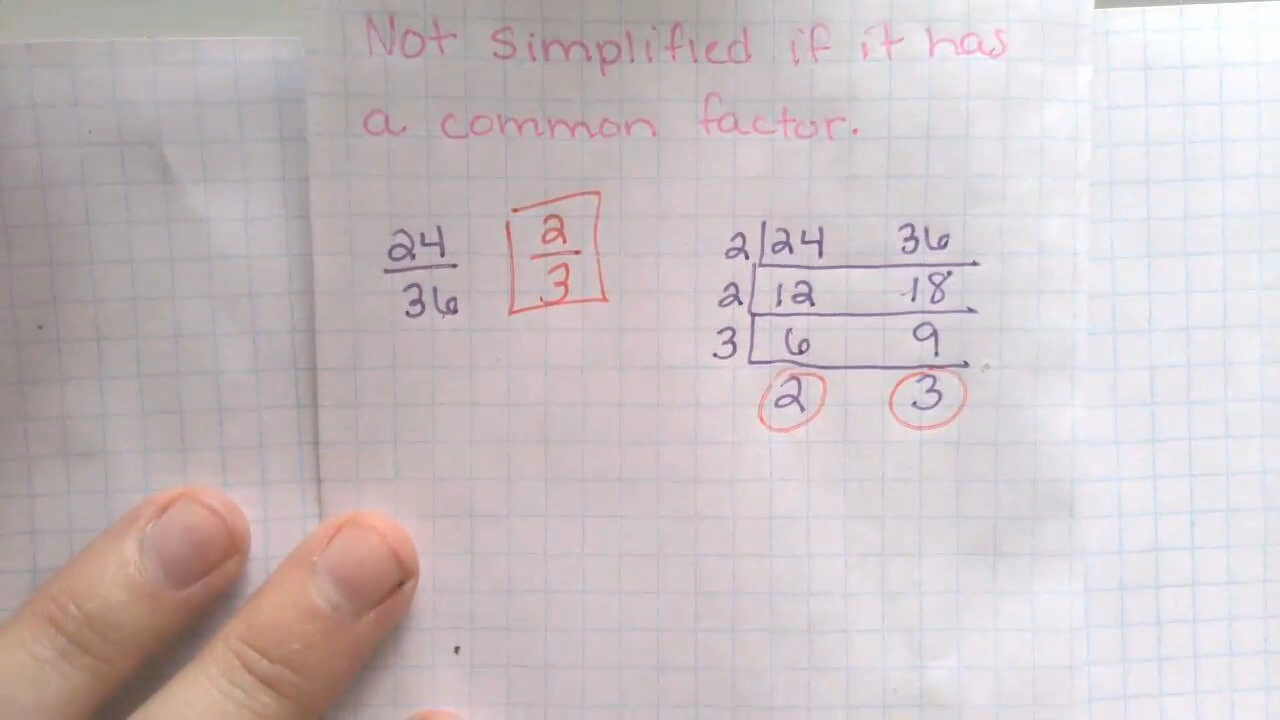 Not simplified if it has
a common factor.
24/36 2/3
2 24 36
2 12 18
3 6 9
2 3